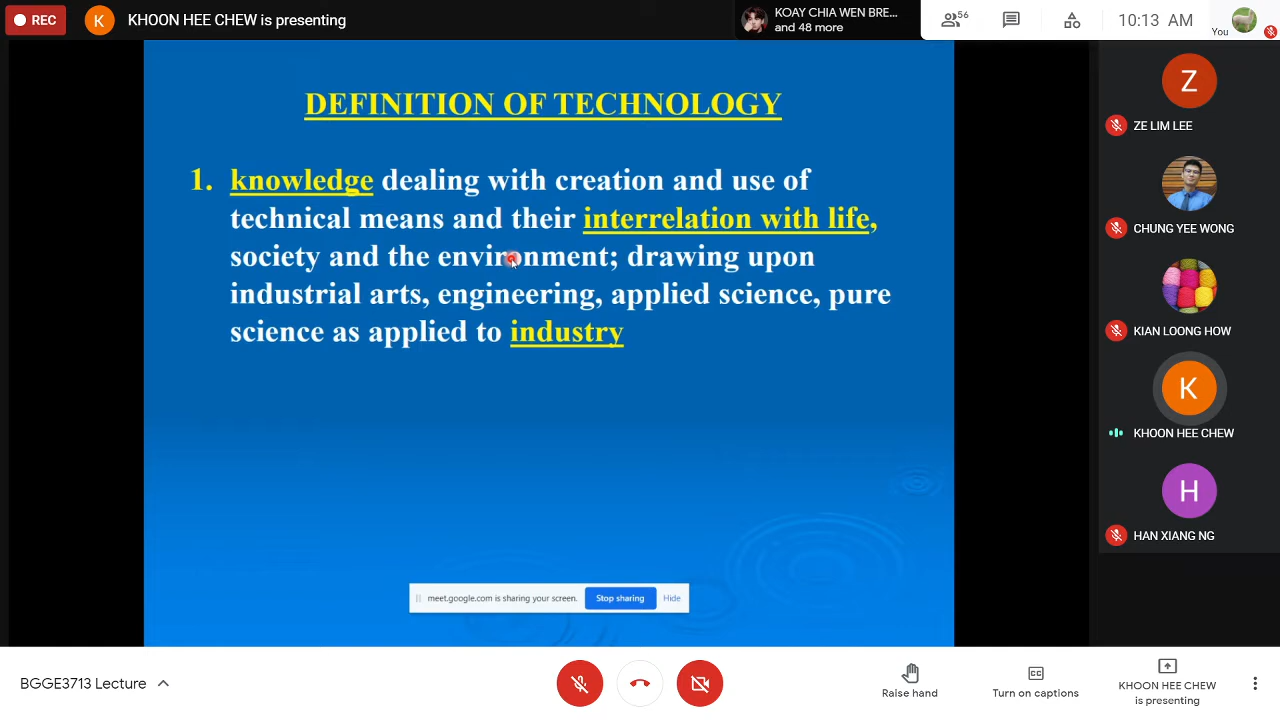 REC
K
KHOON HEE CHEW is presenting
KOAY CHIA WEN BRE...
and 48 more
56
10:13 AM
You
DEFINITION OF TECHNOLOGY
1. knowledge dealing with creation and use of
technical means and their interrelation with life,
society and the environment; drawing upon
industrial arts, engineering, applied science, pure
science as applied to industry
meet.google.com is sharing your screen.
Stop sharing
Hide
Z
ZE LIM LEE
CHUNG YEE WONG
KIAN LOONG HOW
K
KHOON HEE CHEW
H
HAN XIANG NG
BGGE3713 Lecture
Raise hand
CC
Turn on captions
KHOON HEE CHEW
is presenting